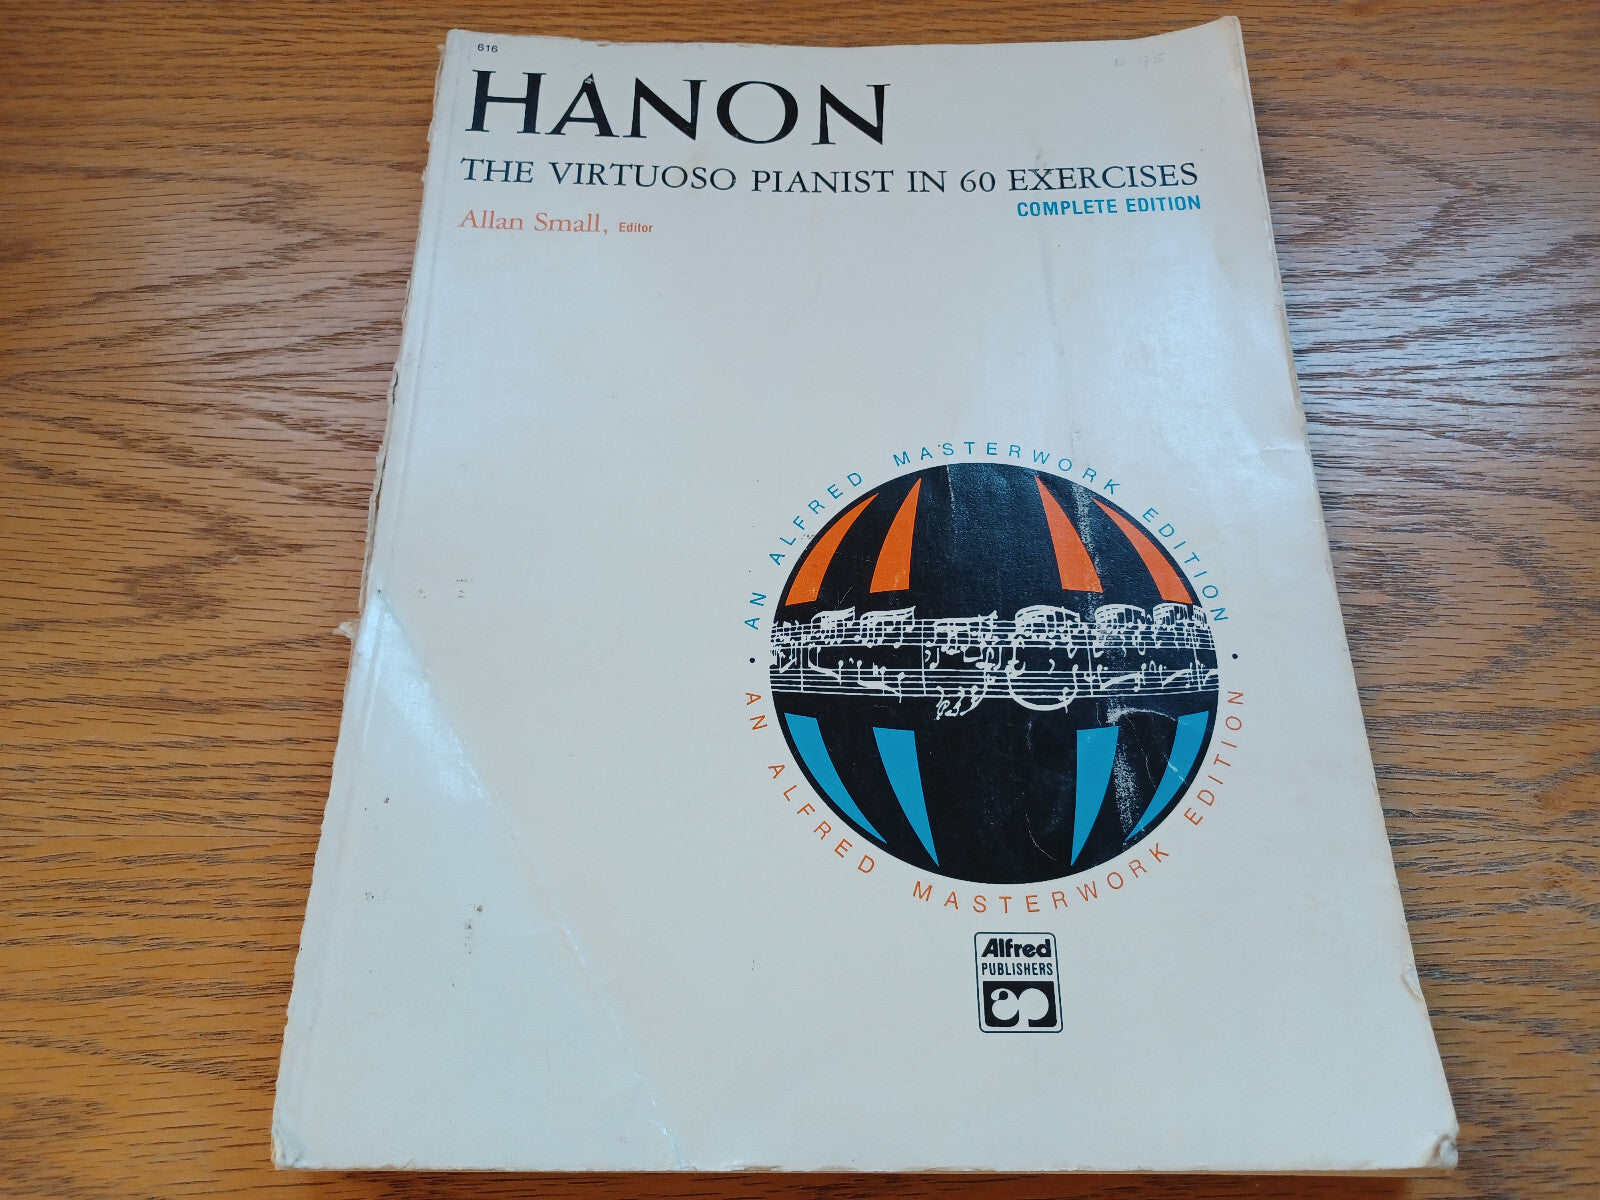 616
HANON
THE VIRTUOSO PIANIST IN 60 EXERCISES
COMPLETE EDITION
Allan Small, Editor
AN ALFRED MASTERWORK EDITION
AN ALFRED MASTERWORK EDITION
Alfred
PUBLISHERS